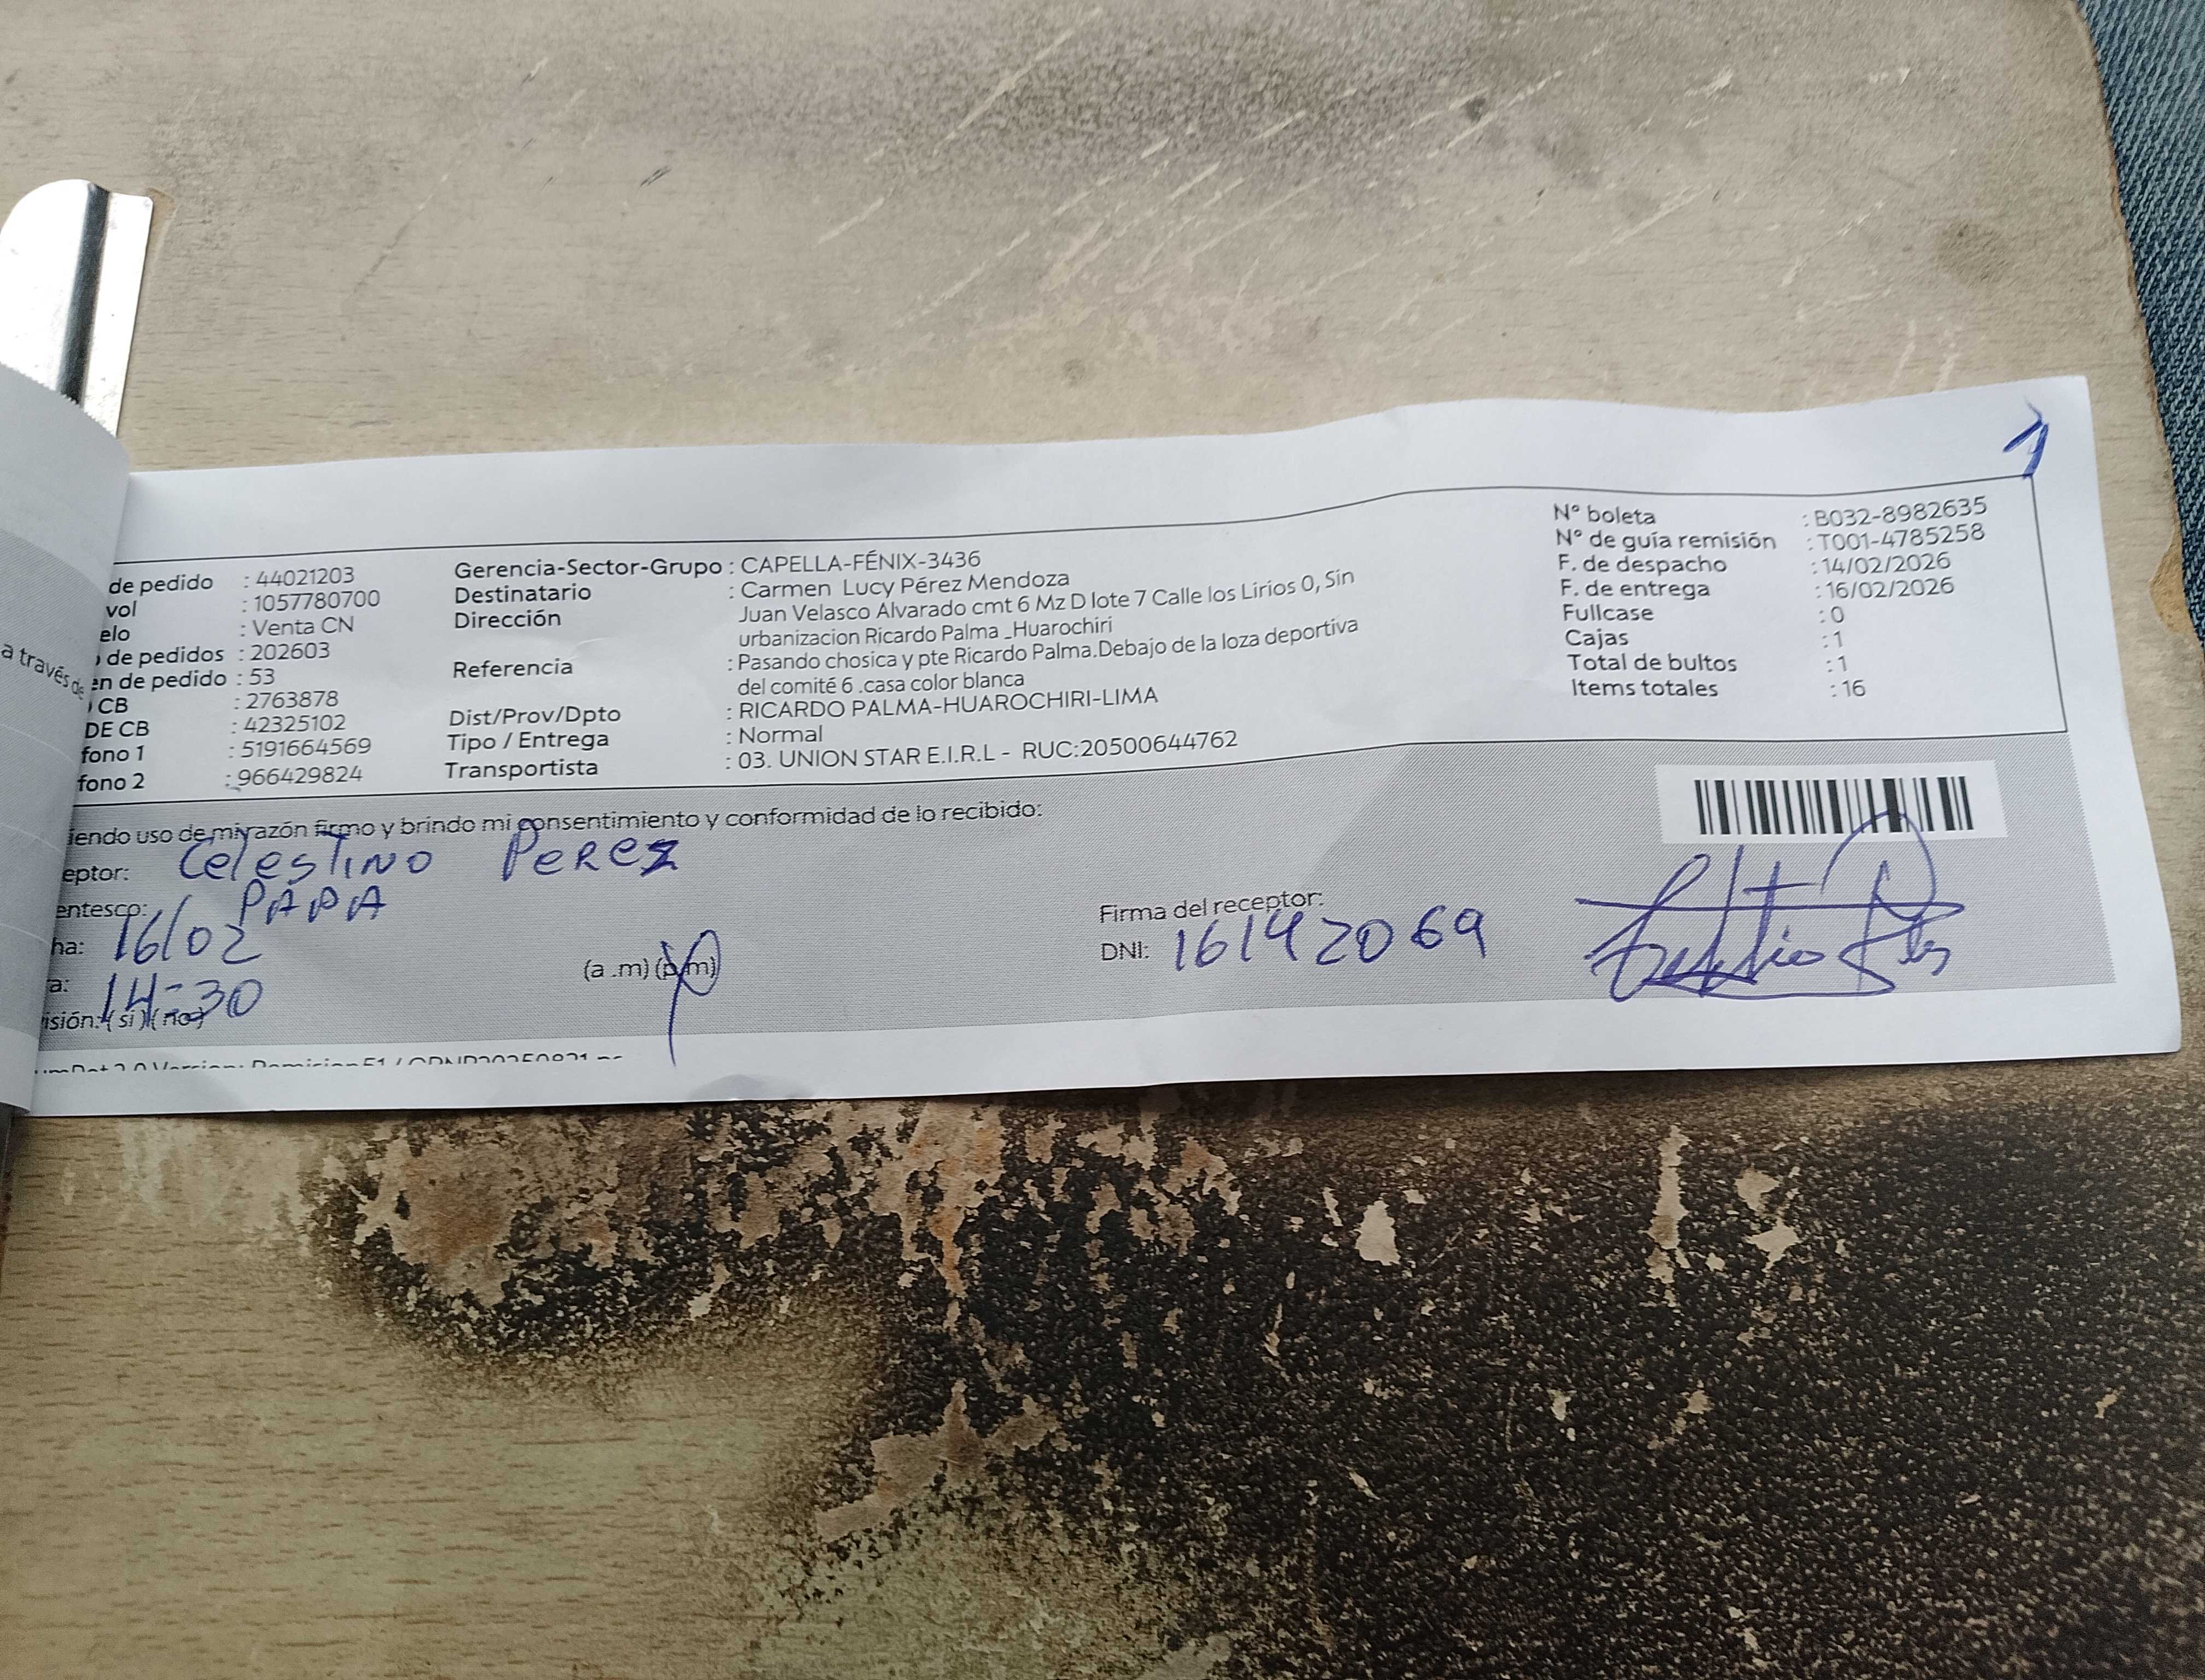 1
a través de
de pedido : 44021203
vol : 1057780700
elo : Venta CN
de pedidos : 202603
en de pedido : 53
CB : 2763878
DE CB : 42325102
fono 1 : 5191664569
fono 2 : 966429824
Gerencia-Sector-Grupo : CAPELLA-FÉNIX-3436
Destinatario : Carmen Lucy Pérez Mendoza
Dirección : Juan Velasco Alvarado cmt 6 Mz D lote 7 Calle los Lirios 0, Sin
urbanizacion Ricardo Palma _Huarochiri
Referencia : Pasando chosica y pte Ricardo Palma.Debajo de la loza deportiva
del comité 6 .casa color blanca
Dist/Prov/Dpto : RICARDO PALMA-HUAROCHIRI-LIMA
Tipo / Entrega : Normal
Transportista : 03. UNION STAR E.I.R.L - RUC:20500644762
N° boleta : B032-8982635
N° de guía remisión : T001-4785258
F. de despacho : 14/02/2026
F. de entrega : 16/02/2026
Fullcase : 0
Cajas : 1
Total de bultos : 1
Items totales : 16
iendo uso de mi razón firmo y brindo mi consentimiento y conformidad de lo recibido:
eptor: Celestino Perez
entesco: PAPA
ha: 16/02
a: 14:30 (a .m) (p.m)
isión: ( si ) ( no )
Firma del receptor:
DNI: 16142069